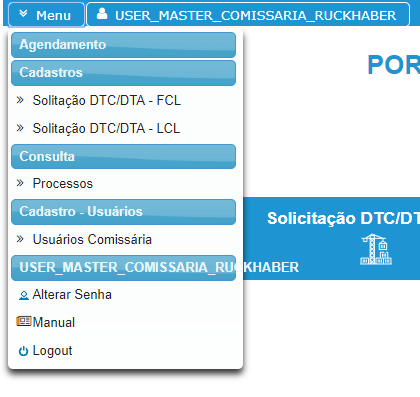 Menu USER_MASTER_COMISSARIA_RUCKHABER
Agendamento
Cadastros
Solitação DTC/DTA - FCL
Solitação DTC/DTA - LCL
Consulta
Processos
Cadastro - Usuários
Usuários Comissária
USER_MASTER_COMISSARIA_RUCKHABER
Alterar Senha
Manual
Logout
POR
Solicitação DTC/DT